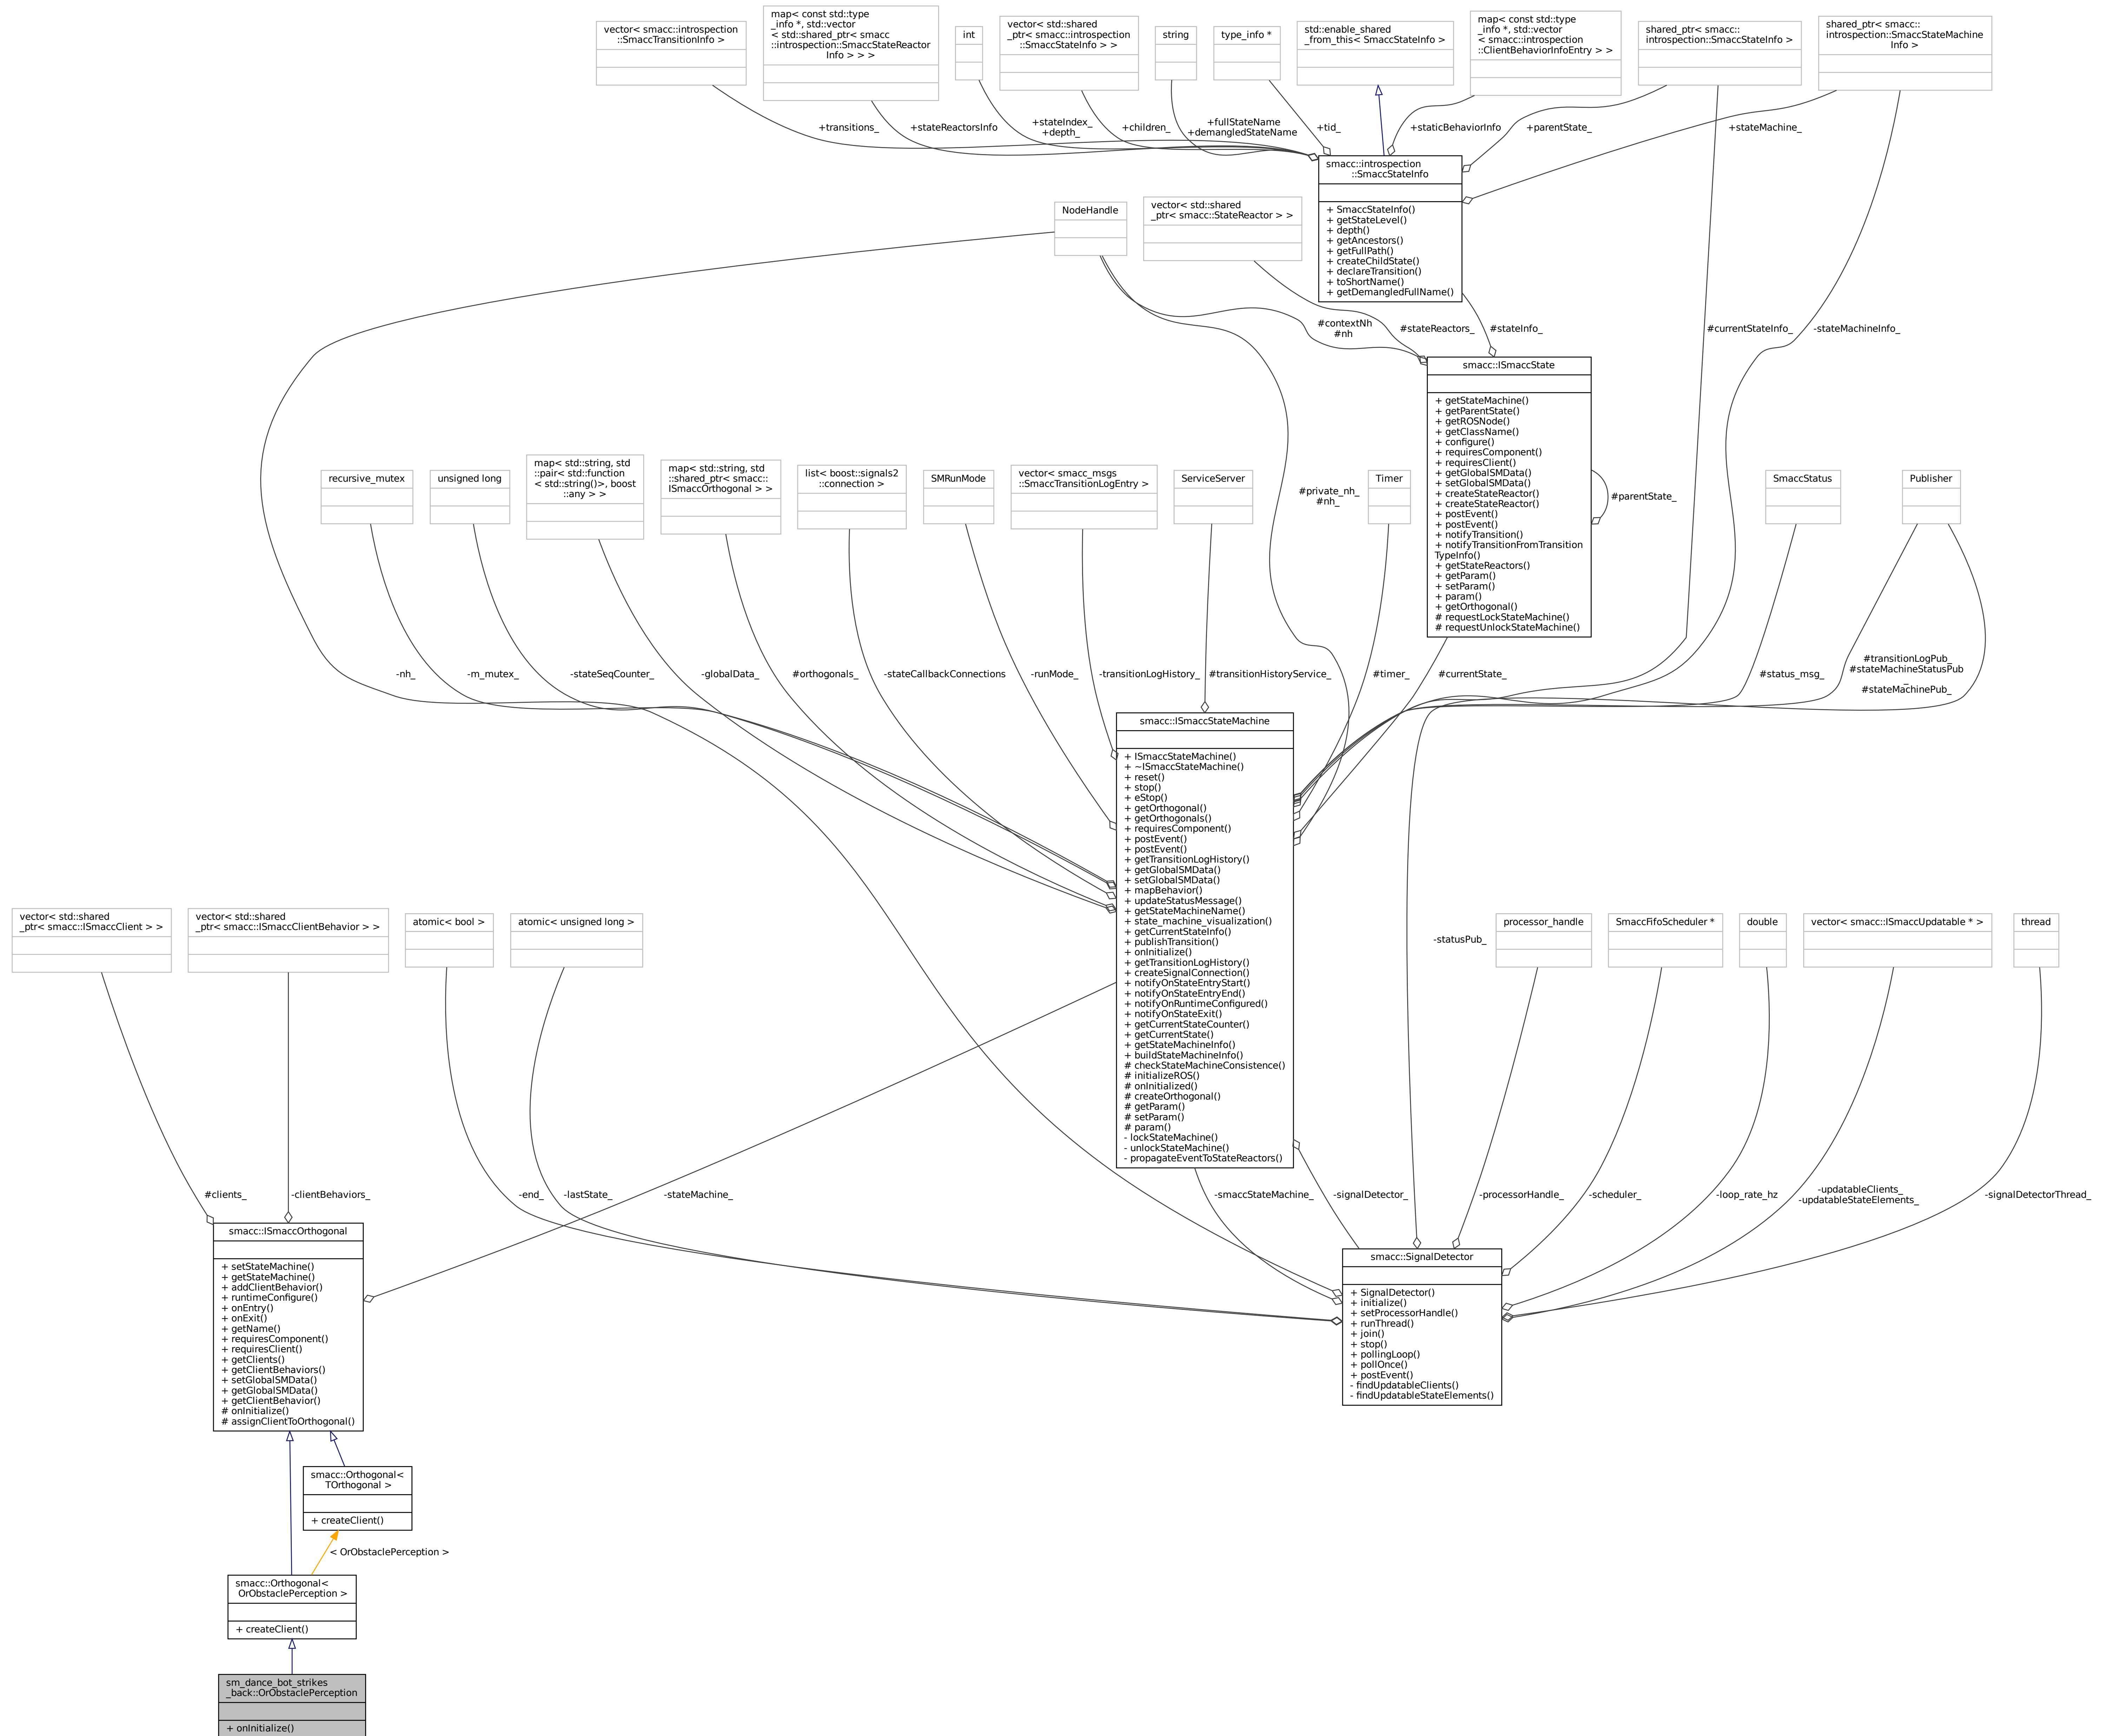 vector< smacc::introspection
::SmaccTransitionInfo >
map< const std::type
_info *, std::vector
< std::shared_ptr< smacc
::introspection::SmaccStateReactor
Info > > >
int
vector< std::shared
_ptr< smacc::introspection
::SmaccStateInfo > >
string
type_info *
std::enable_shared
_from_this< SmaccStateInfo >
map< const std::type
_info *, std::vector
< smacc::introspection
::ClientBehaviorInfoEntry > >
shared_ptr< smacc::
introspection::SmaccStateInfo >
shared_ptr< smacc::
introspection::SmaccStateMachine
Info >
+transitions_
+stateReactorsInfo
+stateIndex_
+depth_
+children_
+fullStateName
+demangledStateName
+tid_
+staticBehaviorInfo
+parentState_
+stateMachine_
smacc::introspection
::SmaccStateInfo
+ SmaccStateInfo()
+ getStateLevel()
+ depth()
+ getAncestors()
+ getFullPath()
+ createChildState()
+ declareTransition()
+ toShortName()
+ getDemangledFullName()
NodeHandle
vector< std::shared
_ptr< smacc::StateReactor > >
#contextNh
#nh
#stateReactors_
#stateInfo_
#currentStateInfo_
-stateMachineInfo_
smacc::ISmaccState
+ getStateMachine()
+ getParentState()
+ getROSNode()
+ getClassName()
+ configure()
+ requiresComponent()
+ requiresClient()
+ getGlobalSMData()
+ setGlobalSMData()
+ createStateReactor()
+ createStateReactor()
+ postEvent()
+ postEvent()
+ notifyTransition()
+ notifyTransitionFromTransition
TypeInfo()
+ getStateReactors()
+ getParam()
+ setParam()
+ param()
+ getOrthogonal()
# requestLockStateMachine()
# requestUnlockStateMachine()
#parentState_
recursive_mutex
unsigned long
map< std::string, std
::pair< std::function
< std::string()>, boost
::any > >
map< std::string, std
::shared_ptr< smacc::
ISmaccOrthogonal > >
list< boost::signals2
::connection >
SMRunMode
vector< smacc_msgs
::SmaccTransitionLogEntry >
ServiceServer
#private_nh_
#nh_
Timer
SmaccStatus
Publisher
-nh_
-m_mutex_
-stateSeqCounter_
-globalData_
#orthogonals_
-stateCallbackConnections
-runMode_
-transitionLogHistory_
#transitionHistoryService_
#timer_
#currentState_
#status_msg_
#transitionLogPub_
#stateMachineStatusPub
_
#stateMachinePub_
smacc::ISmaccStateMachine
+ ISmaccStateMachine()
+ ~ISmaccStateMachine()
+ reset()
+ stop()
+ eStop()
+ getOrthogonal()
+ getOrthogonals()
+ requiresComponent()
+ postEvent()
+ postEvent()
+ getTransitionLogHistory()
+ getGlobalSMData()
+ setGlobalSMData()
+ mapBehavior()
+ updateStatusMessage()
+ getStateMachineName()
+ state_machine_visualization()
+ getCurrentStateInfo()
+ publishTransition()
+ onInitialize()
+ getTransitionLogHistory()
+ createSignalConnection()
+ notifyOnStateEntryStart()
+ notifyOnStateEntryEnd()
+ notifyOnRuntimeConfigured()
+ notifyOnStateExit()
+ getCurrentStateCounter()
+ getCurrentState()
+ getStateMachineInfo()
+ buildStateMachineInfo()
# checkStateMachineConsistence()
# initializeROS()
# onInitialized()
# createOrthogonal()
# getParam()
# setParam()
# param()
- lockStateMachine()
- unlockStateMachine()
- propagateEventToStateReactors()
vector< std::shared
_ptr< smacc::ISmaccClient > >
vector< std::shared
_ptr< smacc::ISmaccClientBehavior > >
atomic< bool >
atomic< unsigned long >
-statusPub_
processor_handle
SmaccFifoScheduler *
double
vector< smacc::ISmaccUpdatable * >
thread
#clients_
-clientBehaviors_
-end_
-lastState_
-stateMachine_
-smaccStateMachine_
-signalDetector_
-processorHandle_
-scheduler_
-loop_rate_hz
-updatableClients_
-updatableStateElements_
-signalDetectorThread_
smacc::ISmaccOrthogonal
+ setStateMachine()
+ getStateMachine()
+ addClientBehavior()
+ runtimeConfigure()
+ onEntry()
+ onExit()
+ getName()
+ requiresComponent()
+ requiresClient()
+ getClients()
+ getClientBehaviors()
+ setGlobalSMData()
+ getGlobalSMData()
+ getClientBehavior()
# onInitialize()
# assignClientToOrthogonal()
smacc::SignalDetector
+ SignalDetector()
+ initialize()
+ setProcessorHandle()
+ runThread()
+ join()
+ stop()
+ pollingLoop()
+ pollOnce()
+ postEvent()
- findUpdatableClients()
- findUpdatableStateElements()
smacc::Orthogonal<
TOrthogonal >
+ createClient()
< OrObstaclePerception >
smacc::Orthogonal<
OrObstaclePerception >
+ createClient()
sm_dance_bot_strikes
_back::OrObstaclePerception
+ onInitialize()